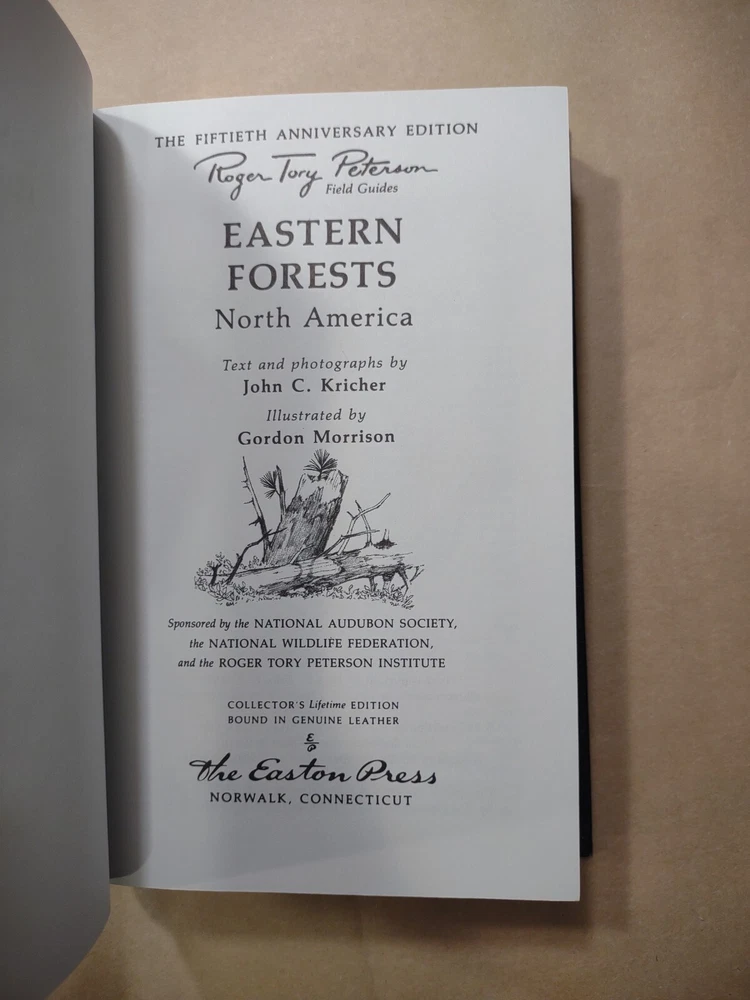 THE FIFTIETH ANNIVERSARY EDITION
Roger Tory Peterson
Field Guides
EASTERN
FORESTS
North America
Text and photographs by
John C. Kricher
Illustrated by
Gordon Morrison
Sponsored by the NATIONAL AUDUBON SOCIETY,
the NATIONAL WILDLIFE FEDERATION,
and the ROGER TORY PETERSON INSTITUTE
COLLECTOR'S Lifetime EDITION
BOUND IN GENUINE LEATHER
E
P
The Easton Press
NORWALK, CONNECTICUT